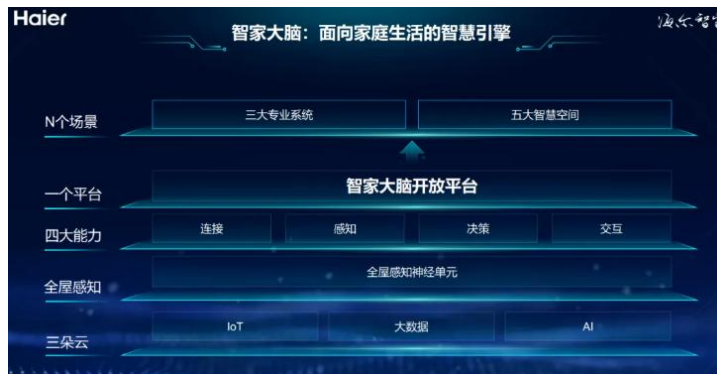 Haier
智家大脑：面向家庭生活的智慧引擎
海尔智
N个场景
三大专业系统
五大智慧空间
一个平台
智家大脑开放平台
四大能力
连接
感知
决策
交互
全屋感知
全屋感知神经单元
三朵云
IoT
大数据
AI